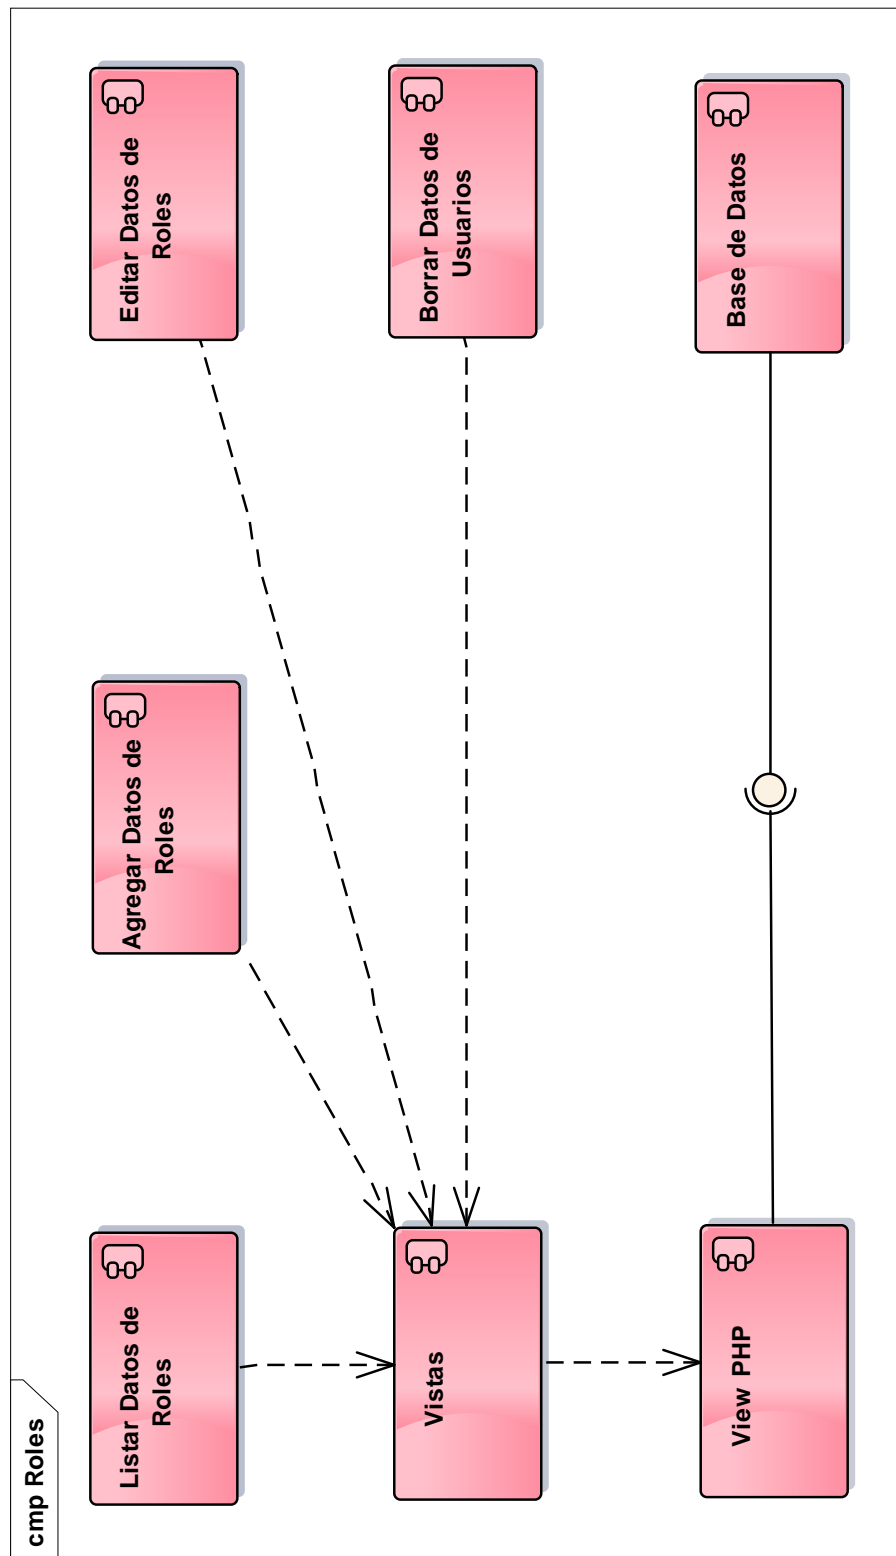 cmp Roles
Listar Datos de
Roles
Agregar Datos de
Roles
Editar Datos de
Roles
Vistas
Borrar Datos de
Usuarios
View PHP
Base de Datos